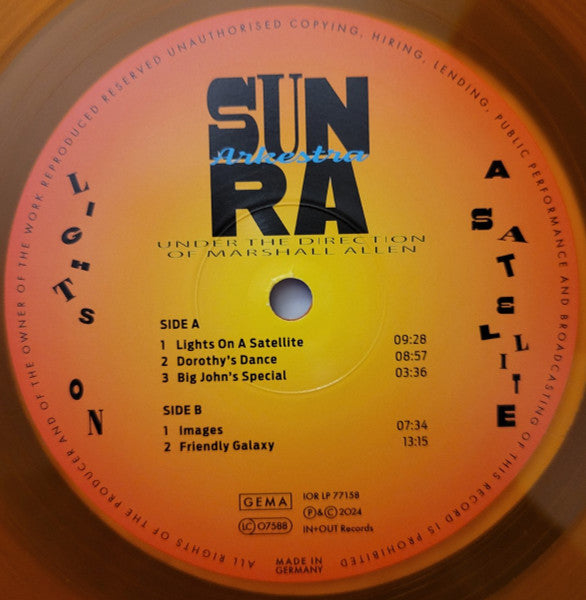 ALL RIGHTS OF THE PRODUCER AND OF THE OWNER OF THE WORK REPRODUCED RESERVED UNAUTHORISED COPYING, HIRING, LENDING, PUBLIC PERFORMANCE AND BROADCASTING OF THIS RECORD IS PROHIBITED
SUN
Arkestra
RA
UNDER THE DIRECTION
OF MARSHALL ALLEN
LIGHTS ON
A SATELLITE
SIDE A
1 Lights On A Satellite 09:28
2 Dorothy's Dance 08:57
3 Big John's Special 03:36
SIDE B
1 Images 07:34
2 Friendly Galaxy 13:15
GEMA IOR LP 77158
LC 07588 ℗&© 2024
IN+OUT Records
MADE IN
GERMANY